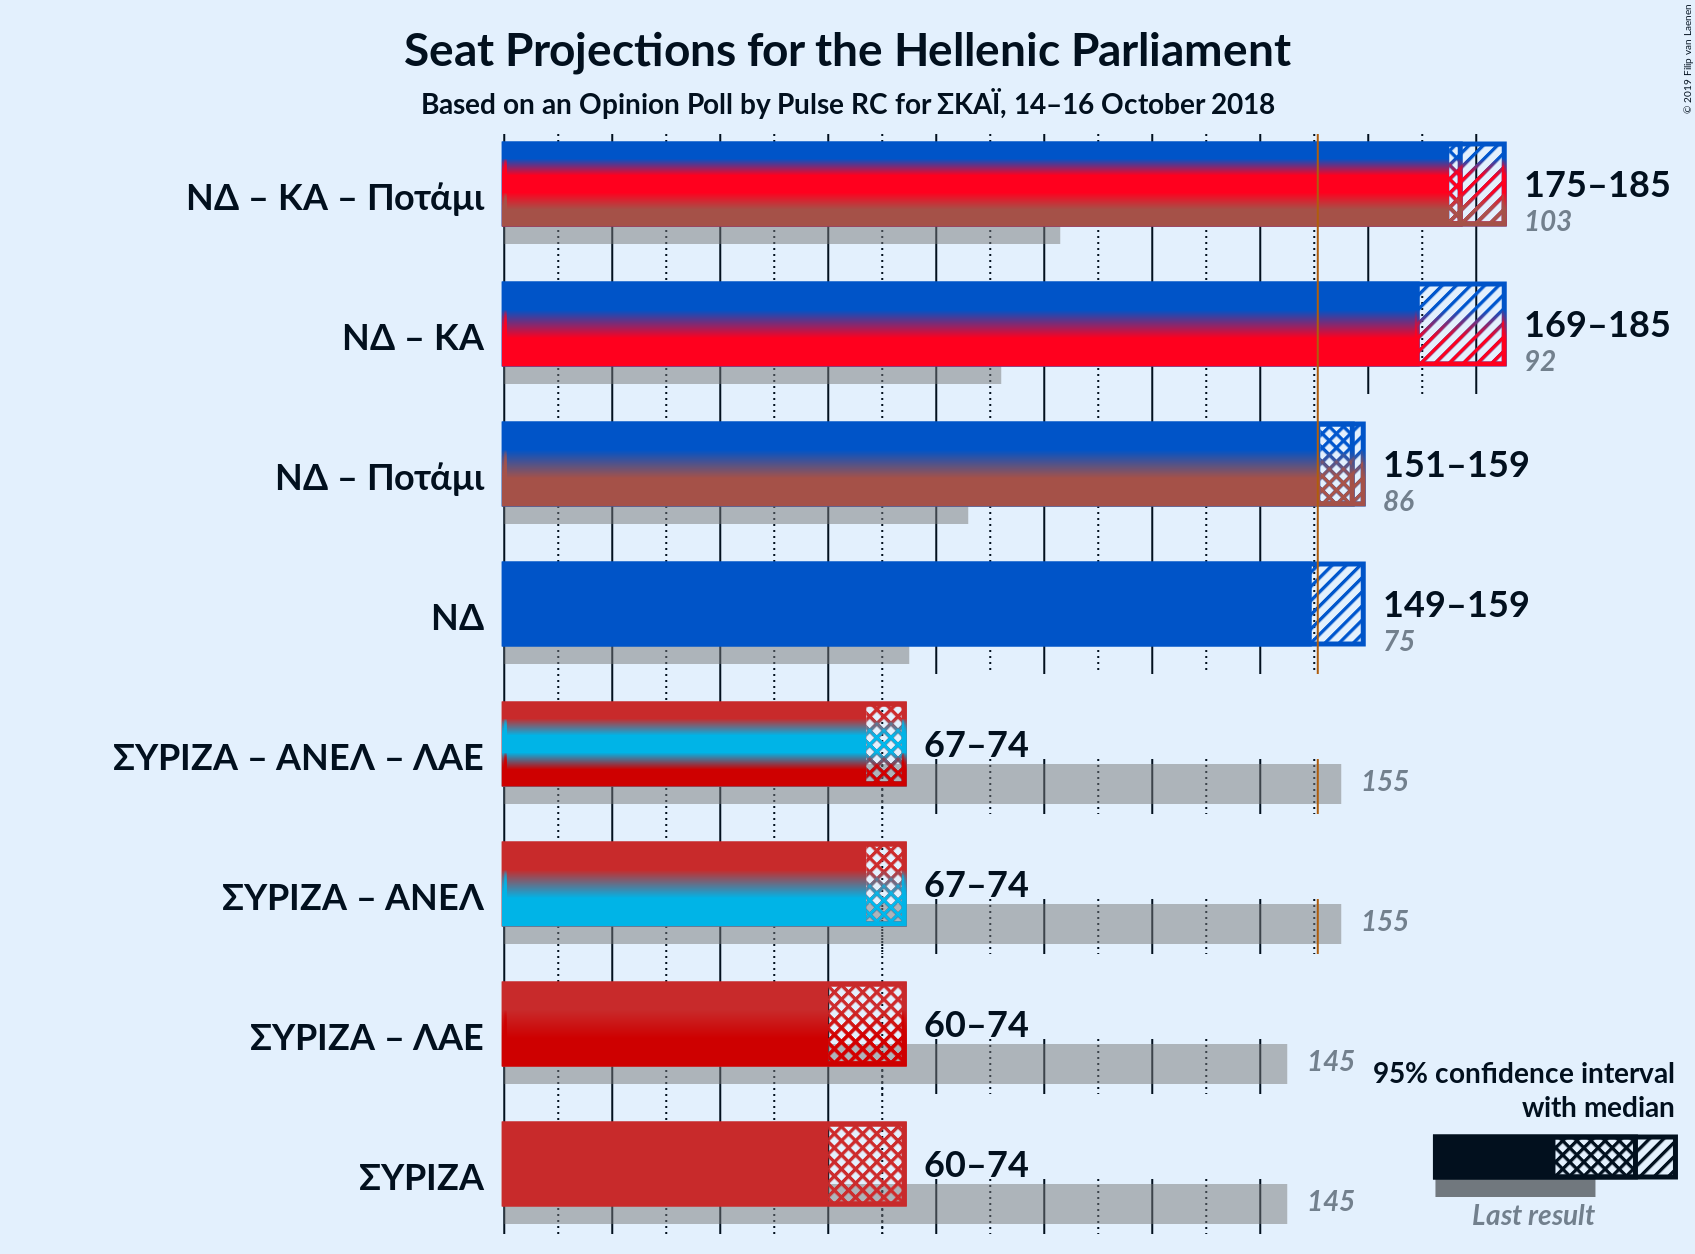 Seat Projections for the Hellenic Parliament
Based on an Opinion Poll by Pulse RC for ΣΚΑΪ, 14–16 October 2018
© 2019 Filip van Laenen
ΝΔ – ΚΑ – Ποτάμι
175–185
103
ΝΔ – ΚΑ
169–185
92
ΝΔ – Ποτάμι
151–159
86
ΝΔ
149–159
75
ΣΥΡΙΖΑ – ΑΝΕΛ – ΛΑΕ
67–74
155
ΣΥΡΙΖΑ – ΑΝΕΛ
67–74
155
ΣΥΡΙΖΑ – ΛΑΕ
60–74
145
ΣΥΡΙΖΑ
60–74
145
95% confidence interval
with median
Last result